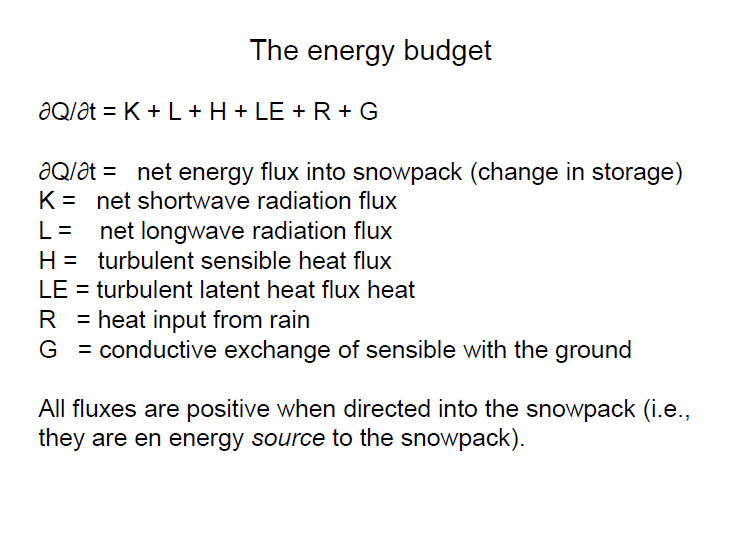 The energy budget
∂Q/∂t = K + L + H + LE + R + G
∂Q/∂t = net energy flux into snowpack (change in storage)
K = net shortwave radiation flux
L = net longwave radiation flux
H = turbulent sensible heat flux
LE = turbulent latent heat flux heat
R = heat input from rain
G = conductive exchange of sensible with the ground
All fluxes are positive when directed into the snowpack (i.e.,
they are en energy source to the snowpack).